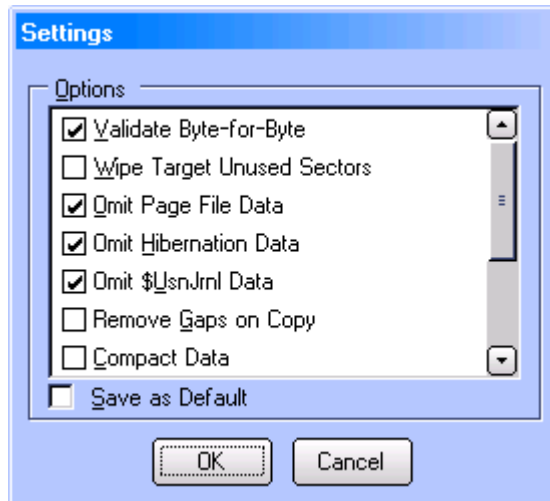 Settings
Options
Validate Byte-for-Byte
Wipe Target Unused Sectors
Omit Page File Data
Omit Hibernation Data
Omit $UsnJrnl Data
Remove Gaps on Copy
Compact Data
Save as Default
OK
Cancel